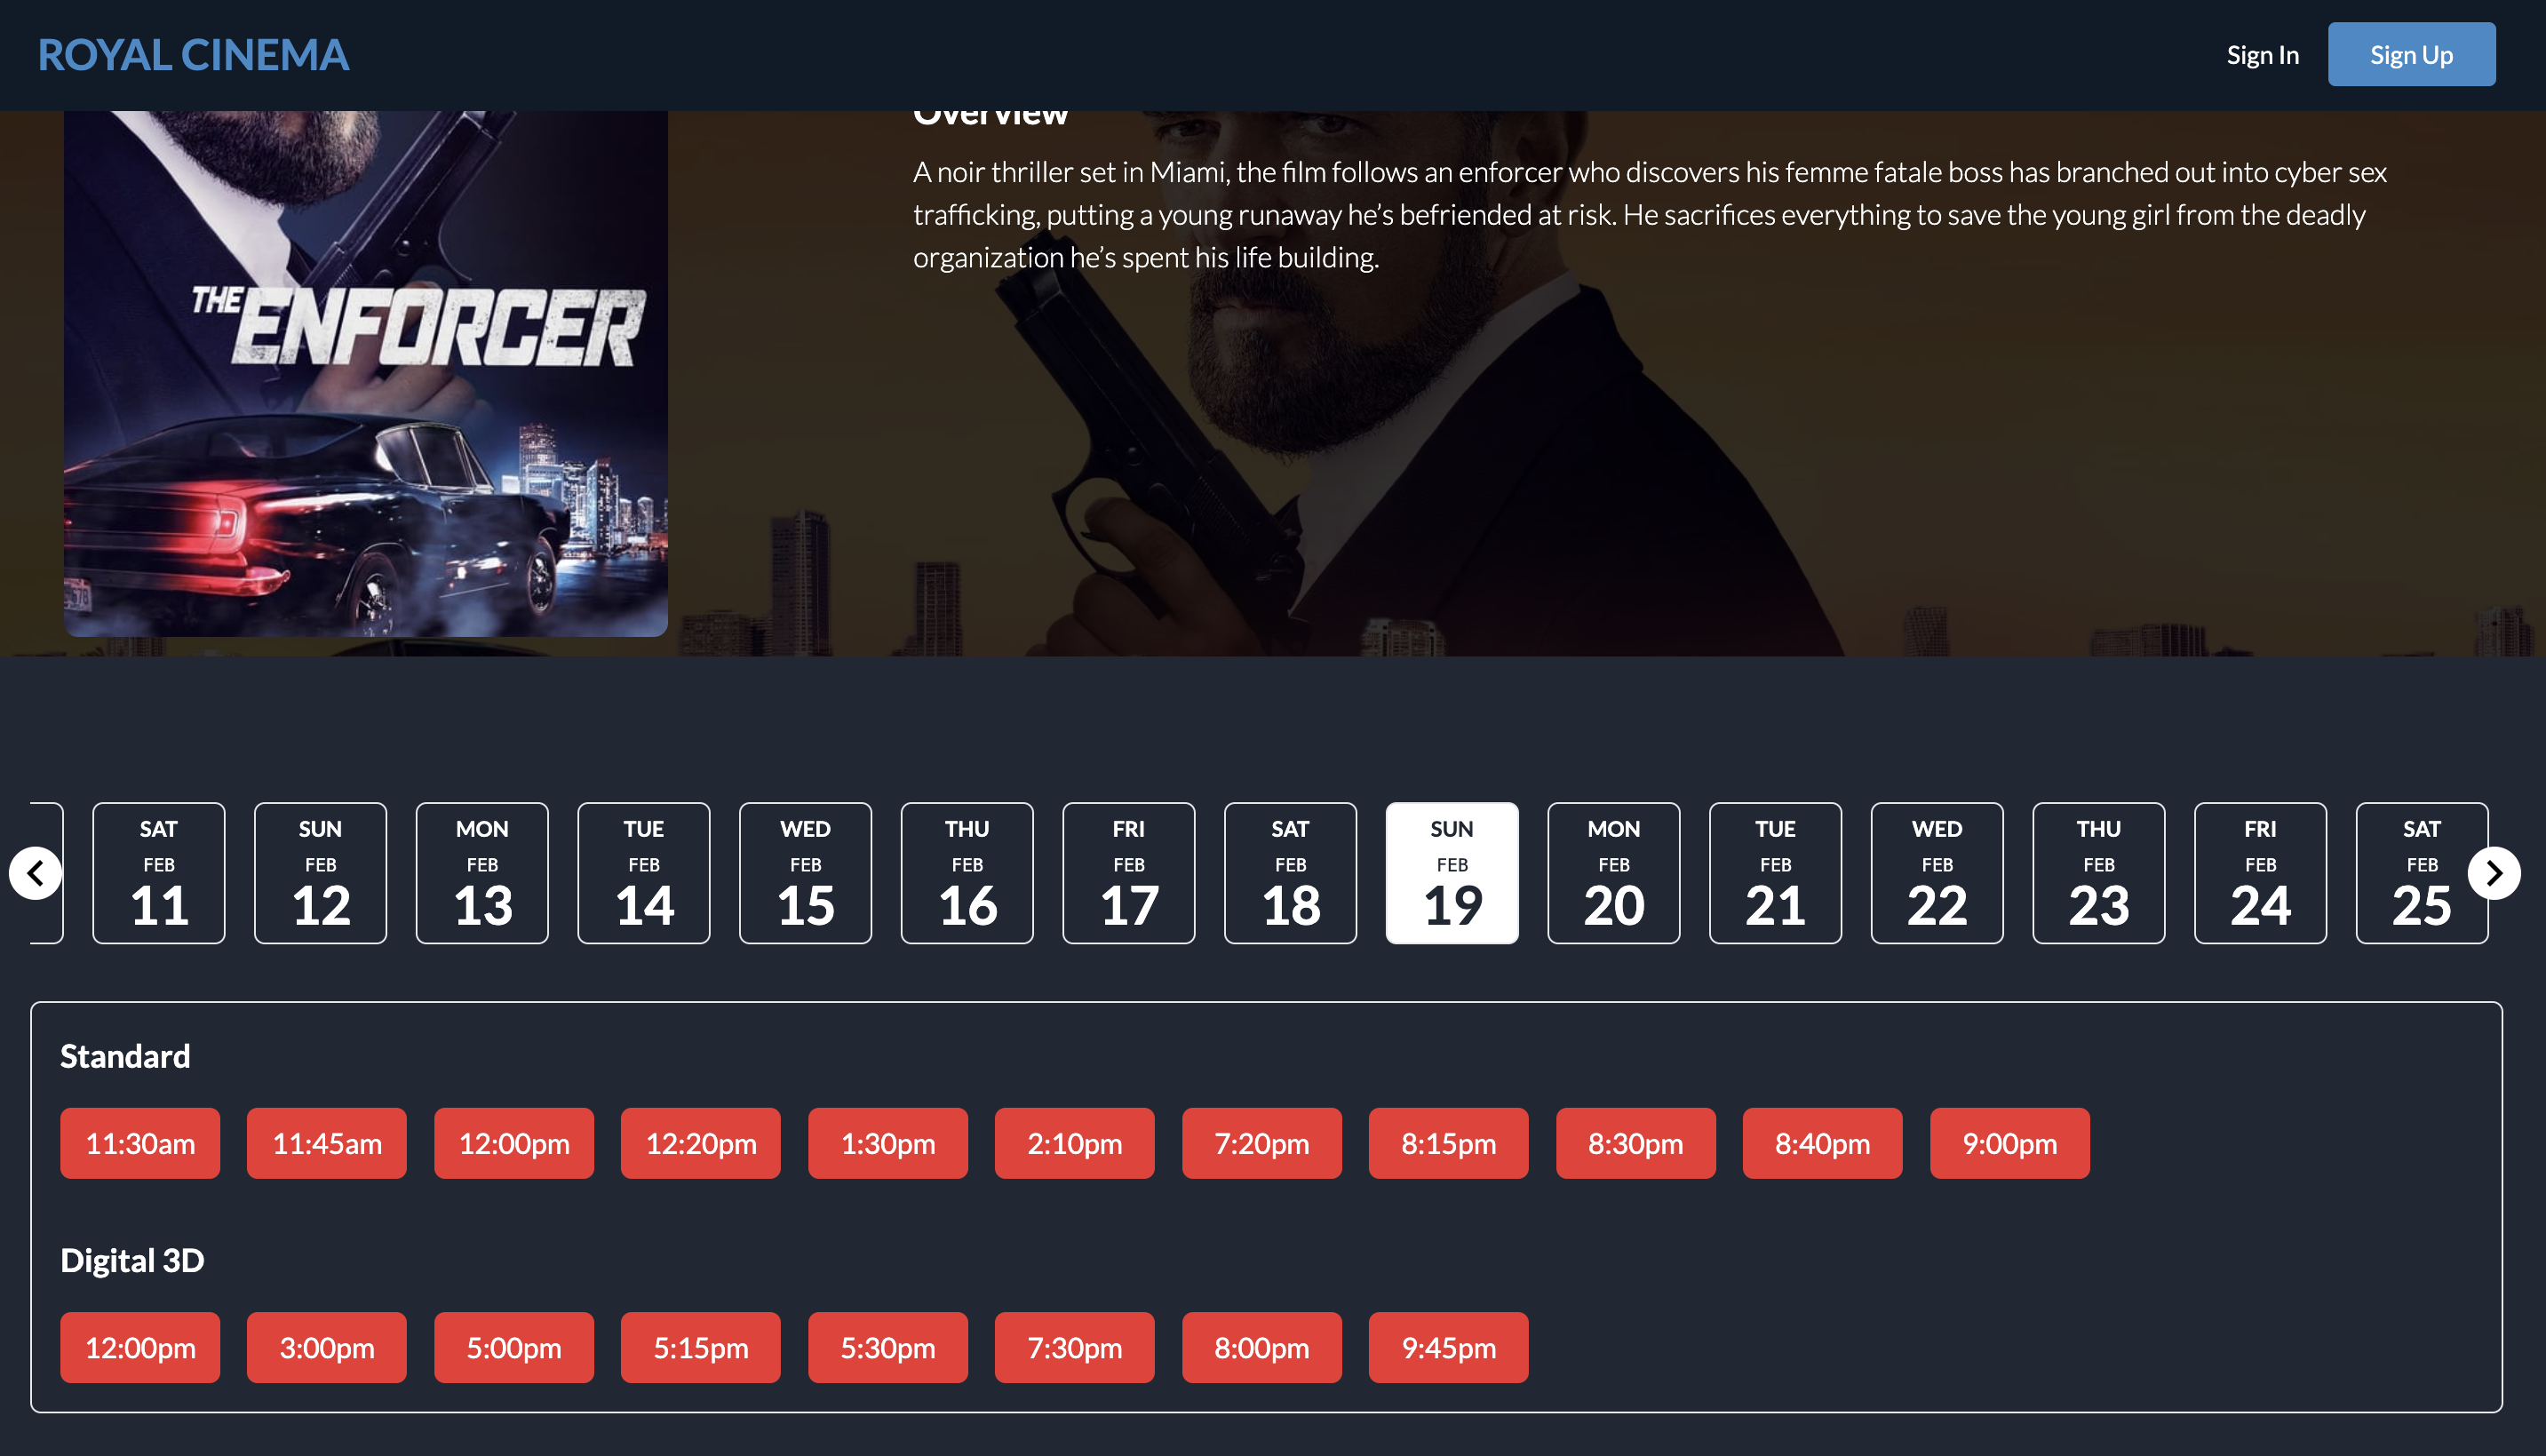 ROYAL CINEMA
Sign In
Sign Up
Overview
A noir thriller set in Miami, the film follows an enforcer who discovers his femme fatale boss has branched out into cyber sex
trafficking, putting a young runaway he’s befriended at risk. He sacrifices everything to save the young girl from the deadly
organization he’s spent his life building.
THE ENFORCER
SAT FEB 11
SUN FEB 12
MON FEB 13
TUE FEB 14
WED FEB 15
THU FEB 16
FRI FEB 17
SAT FEB 18
SUN FEB 19
MON FEB 20
TUE FEB 21
WED FEB 22
THU FEB 23
FRI FEB 24
SAT FEB 25
Standard
11:30am 11:45am 12:00pm 12:20pm 1:30pm 2:10pm 7:20pm 8:15pm 8:30pm 8:40pm 9:00pm
Digital 3D
12:00pm 3:00pm 5:00pm 5:15pm 5:30pm 7:30pm 8:00pm 9:45pm